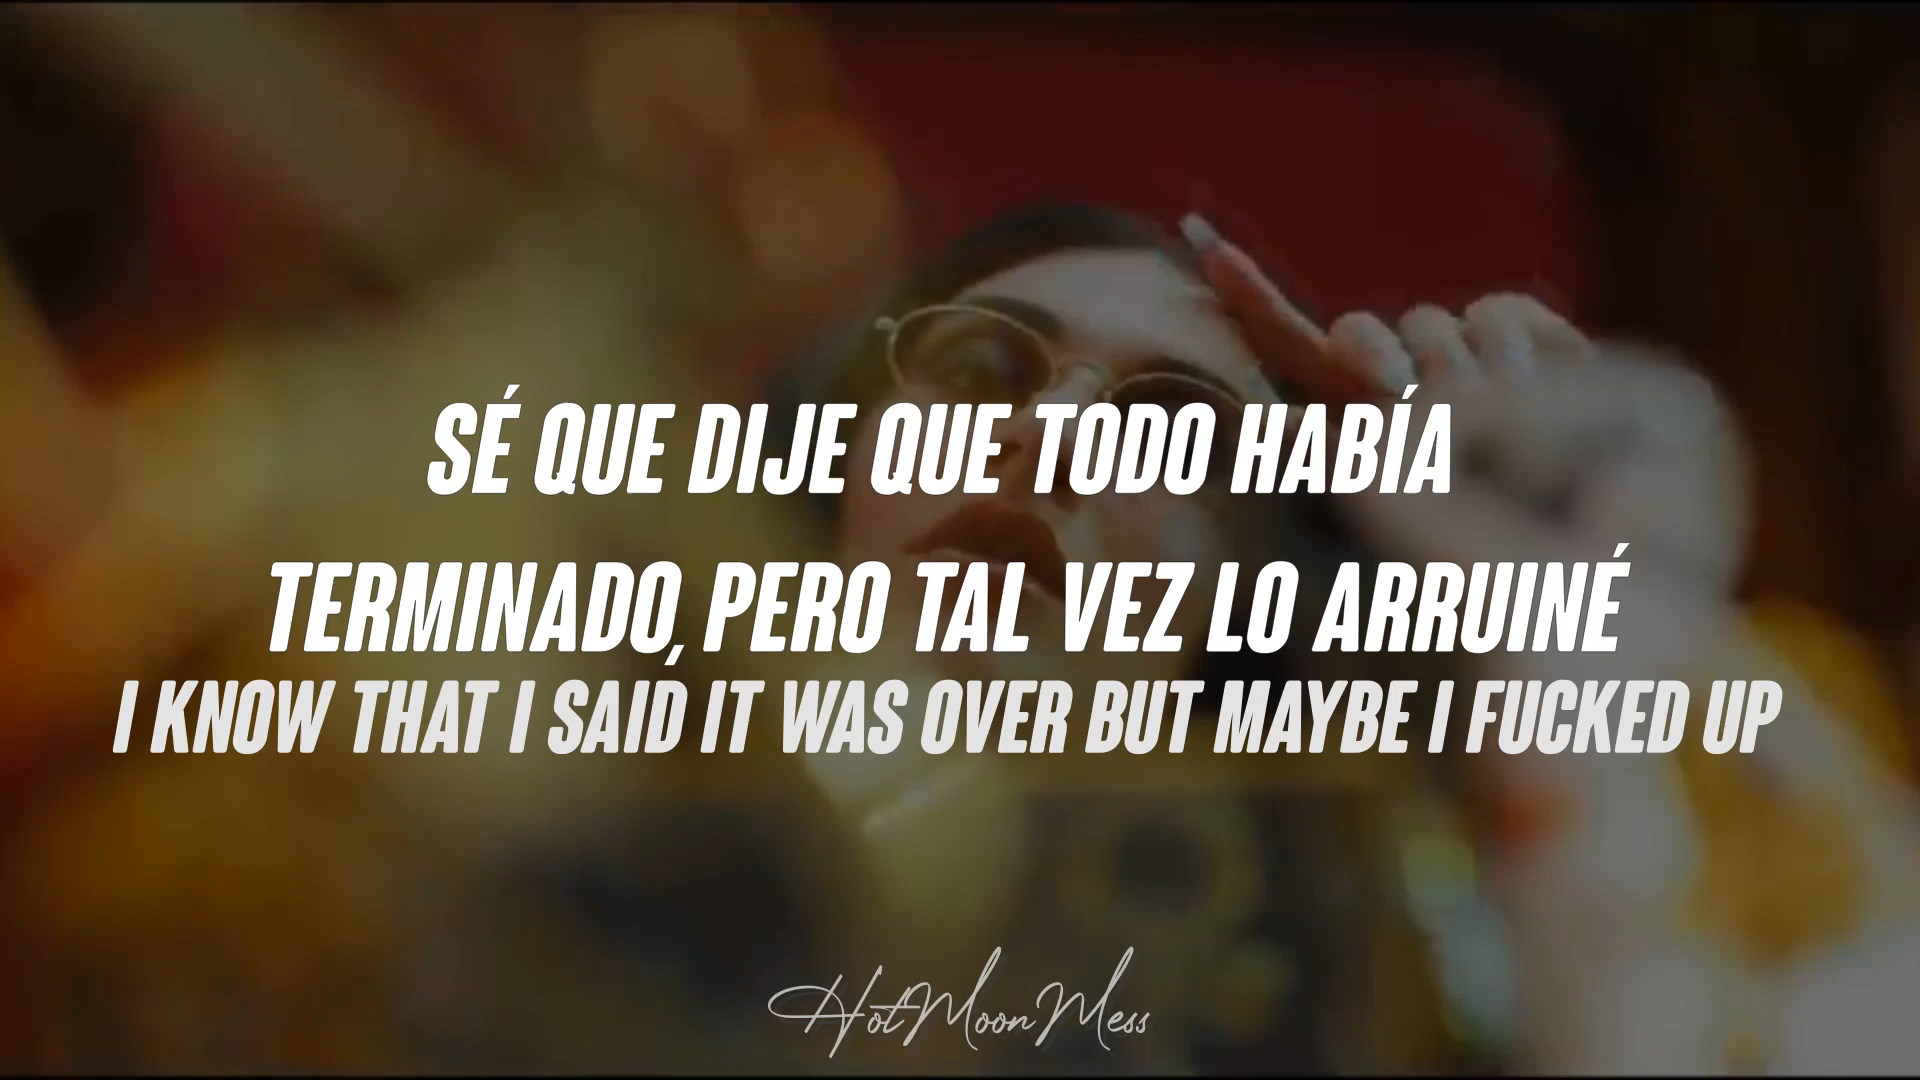 SÉ QUE DIJE QUE TODO HABÍA
TERMINADO, PERO TAL VEZ LO ARRUINÉ
I KNOW THAT I SAID IT WAS OVER BUT MAYBE I FUCKED UP
HotMoonMess